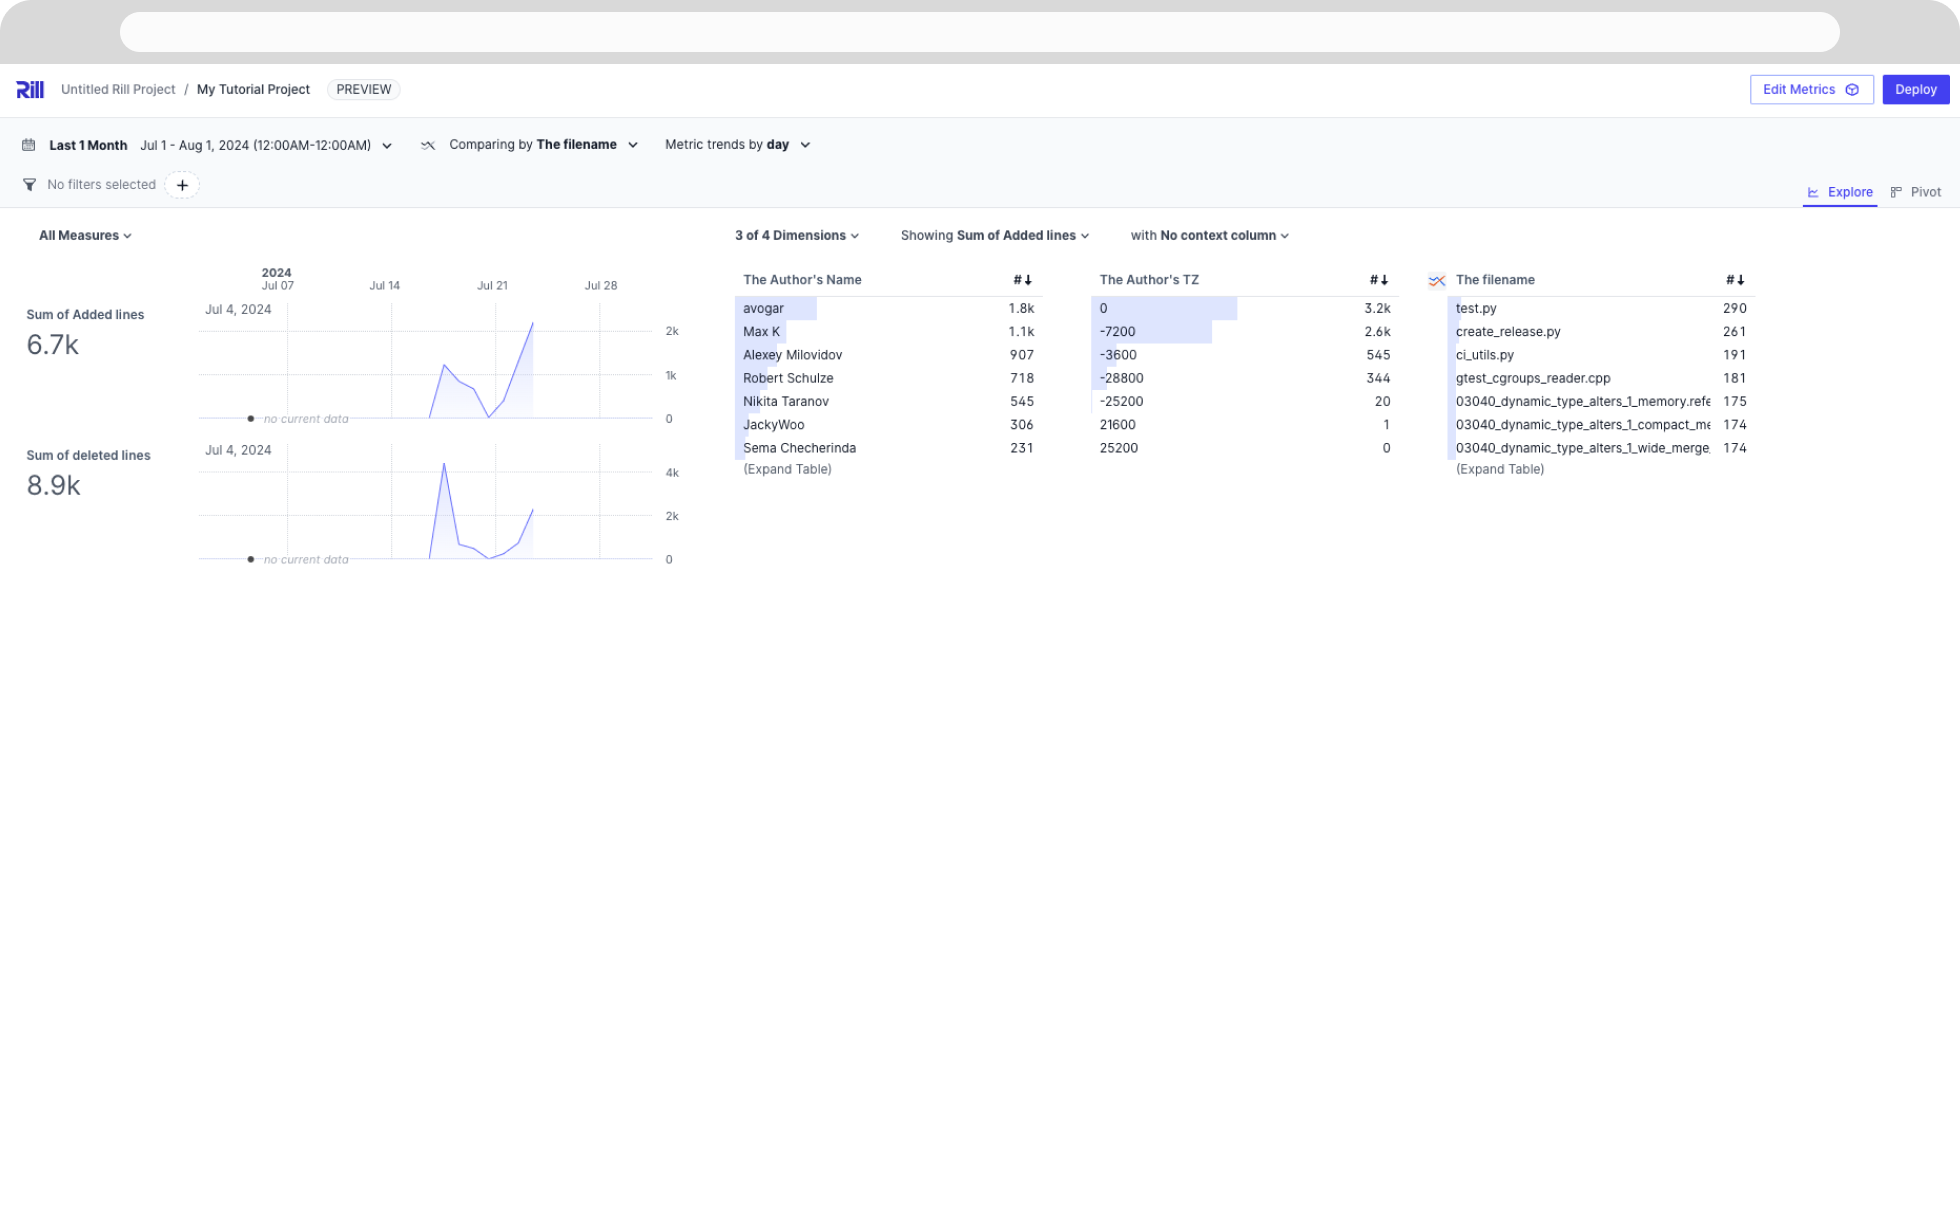 Rill Untitled Rill Project / My Tutorial Project PREVIEW Edit Metrics Deploy
Last 1 Month Jul 1 - Aug 1, 2024 (12:00AM-12:00AM) Comparing by The filename Metric trends by day
No filters selected + Explore Pivot
All Measures
2024
Jul 07 Jul 14 Jul 21 Jul 28
Sum of Added lines
6.7k
Jul 4, 2024
2k
1k
0
no current data
Sum of deleted lines
8.9k
Jul 4, 2024
4k
2k
0
no current data
3 of 4 Dimensions Showing Sum of Added lines with No context column
The Author's Name #
avogar 1.8k
Max K 1.1k
Alexey Milovidov 907
Robert Schulze 718
Nikita Taranov 545
JackyWoo 306
Sema Checherinda 231
(Expand Table)
The Author's TZ #
0 3.2k
-7200 2.6k
-3600 545
-28800 344
-25200 20
21600 1
25200 0
The filename #
test.py 290
create_release.py 261
ci_utils.py 191
gtest_cgroups_reader.cpp 181
03040_dynamic_type_alters_1_memory.refe 175
03040_dynamic_type_alters_1_compact_me 174
03040_dynamic_type_alters_1_wide_merge_ 174
(Expand Table)